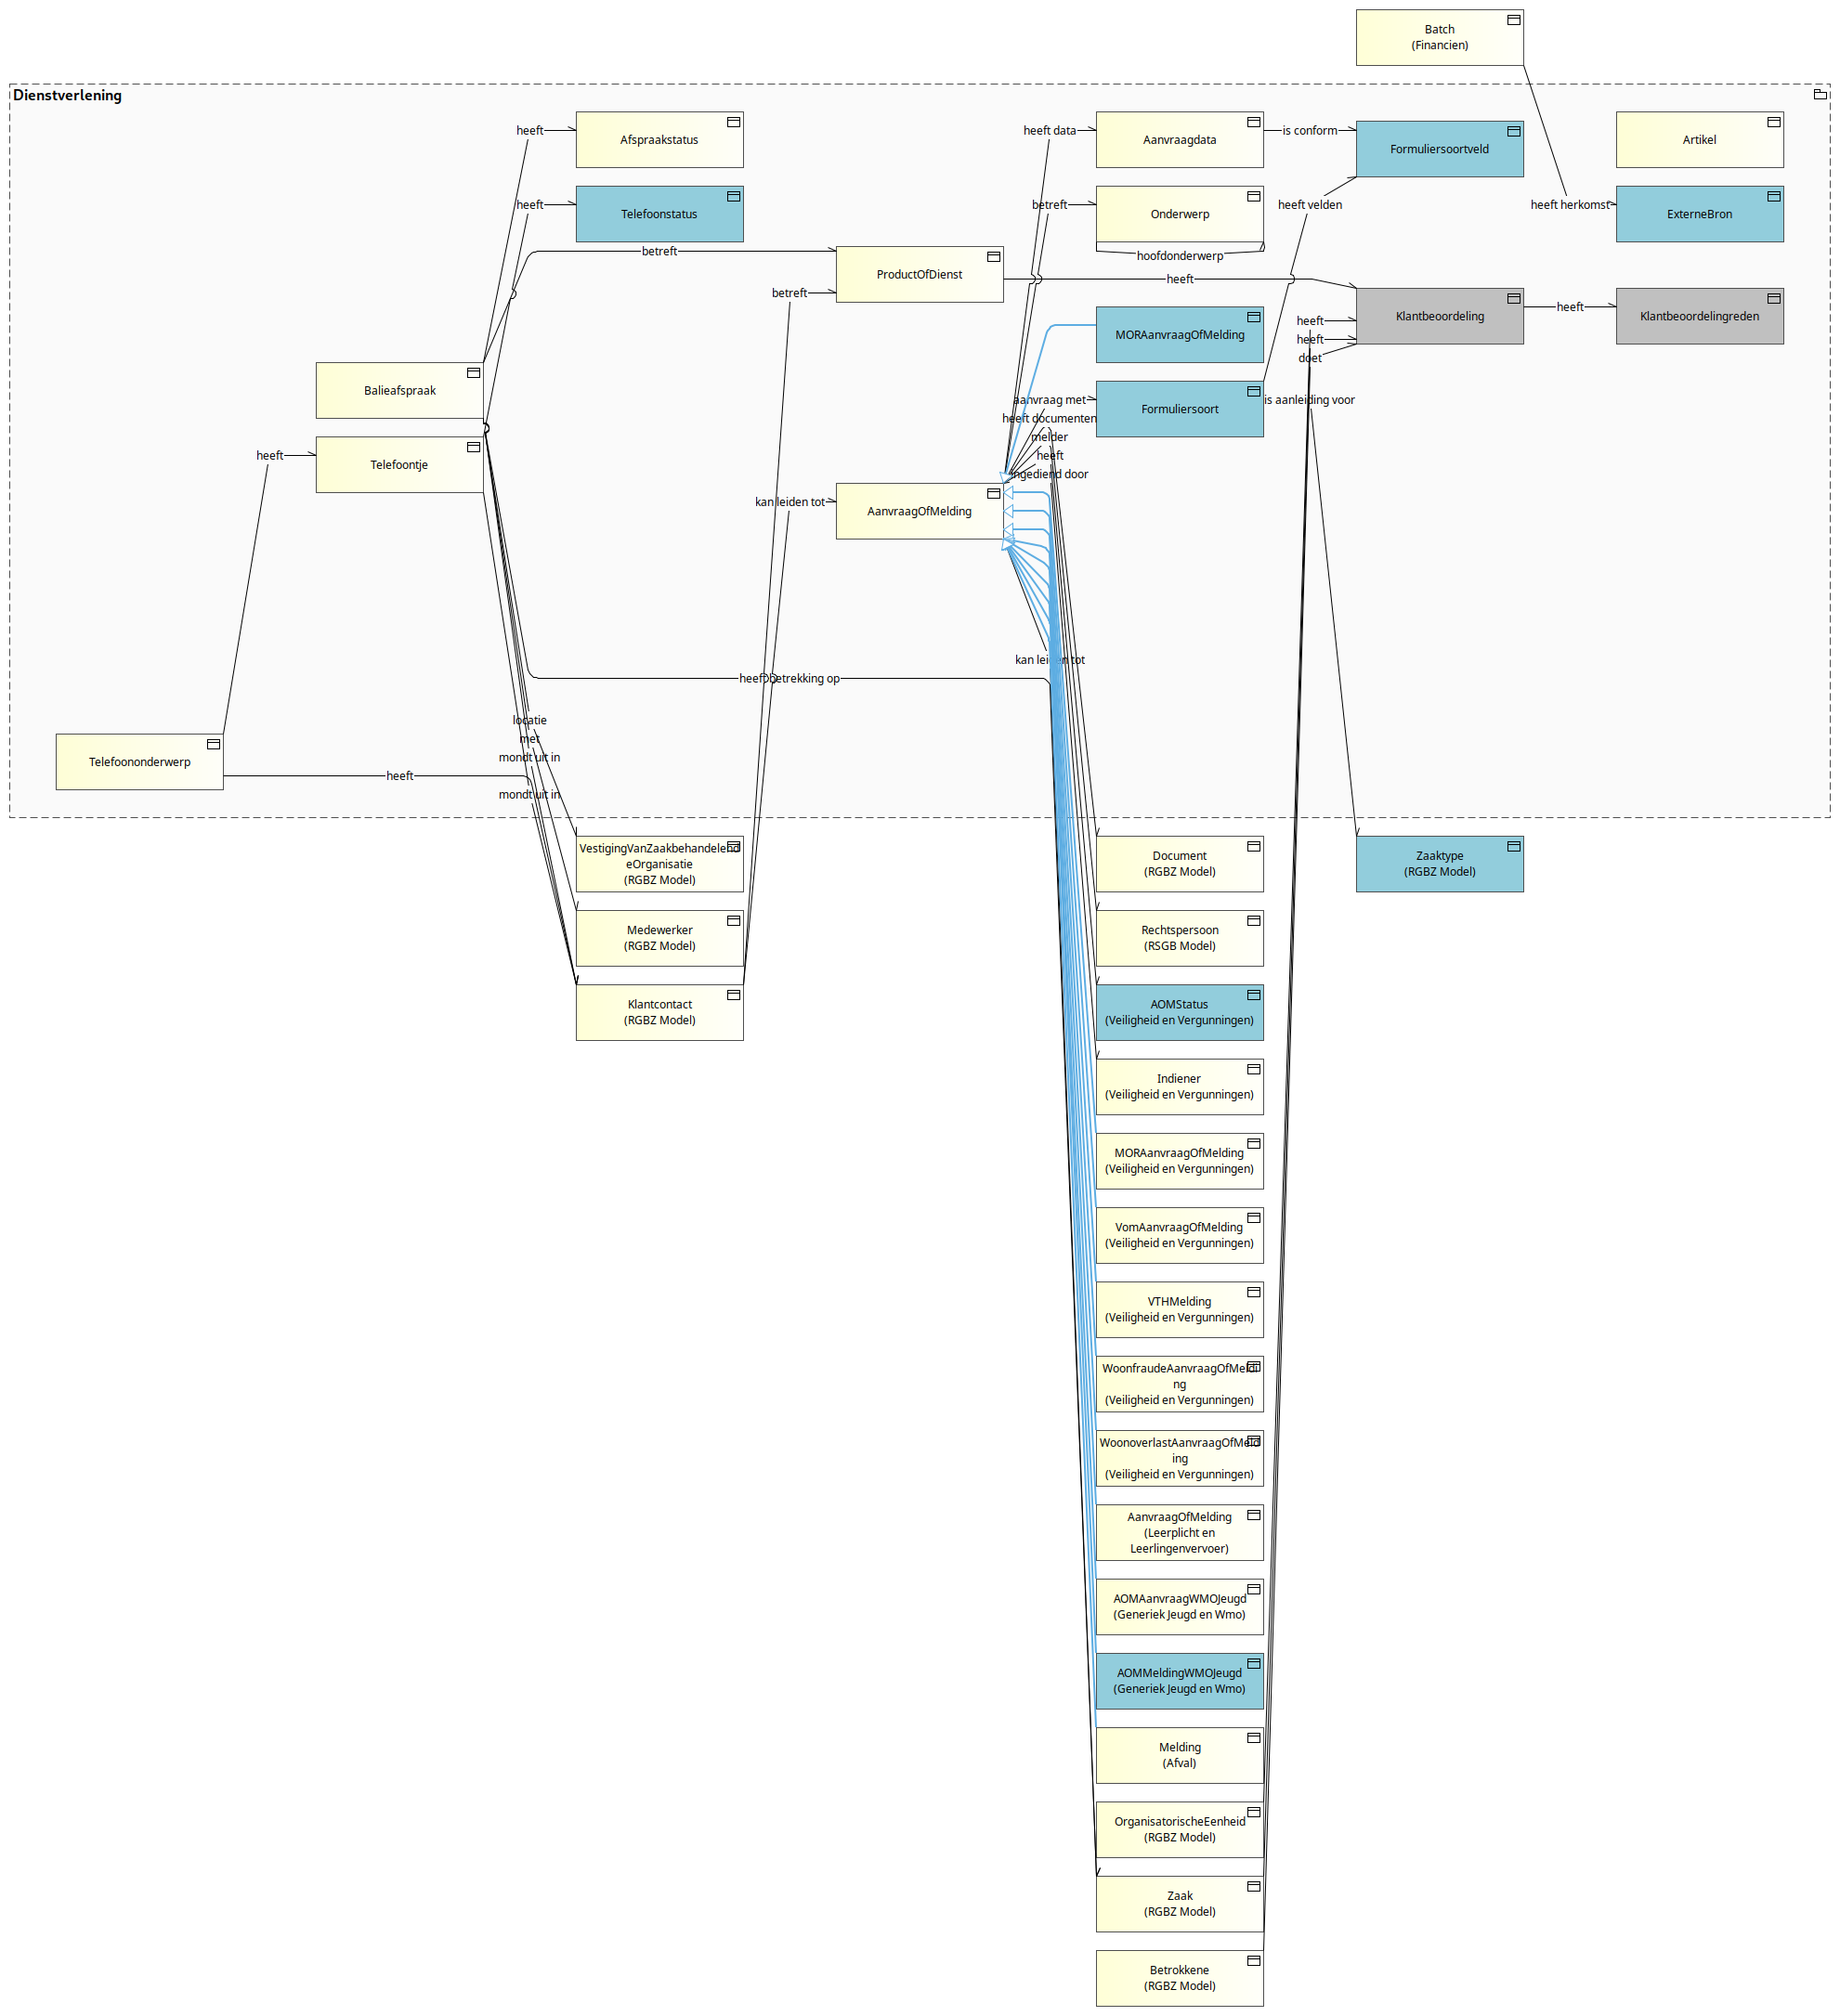 Batch
(Financien)
Dienstverlening
heeft
Afspraakstatus
heeft data
Aanvraagdata
is conform
Formuliersoortveld
Artikel
heeft
Telefoonstatus
betreft
Onderwerp
heeft velden
heeft herkomst
ExterneBron
betreft
hoofdonderwerp
ProductOfDienst
heeft
betreft
MORAanvraagOfMelding
heeft
heeft
doet
Klantbeoordeling
heeft
Klantbeoordelingreden
Balieafspraak
aanvraag met
Formuliersoort
is aanleiding voor
heeft documenten
melder
heeft
ingediend door
heeft
Telefoontje
kan leiden tot
AanvraagOfMelding
kan leiden tot
heeft betrekking op
locatie
met
mondt uit in
mondt uit in
Telefoononderwerp
heeft
VestigingVanZaakbehandelend
eOrganisatie
(RGBZ Model)
Document
(RGBZ Model)
Zaaktype
(RGBZ Model)
Medewerker
(RGBZ Model)
Rechtspersoon
(RSGB Model)
Klantcontact
(RGBZ Model)
AOMStatus
(Veiligheid en Vergunningen)
Indiener
(Veiligheid en Vergunningen)
MORAanvraagOfMelding
(Veiligheid en Vergunningen)
VomAanvraagOfMelding
(Veiligheid en Vergunningen)
VTHMelding
(Veiligheid en Vergunningen)
WoonfraudeAanvraagOfMeldi
ng
(Veiligheid en Vergunningen)
WoonoverlastAanvraagOfMeld
ing
(Veiligheid en Vergunningen)
AanvraagOfMelding
(Leerplicht en
Leerlingenvervoer)
AOMAanvraagWMOJeugd
(Generiek Jeugd en Wmo)
AOMMeldingWMOJeugd
(Generiek Jeugd en Wmo)
Melding
(Afval)
OrganisatorischeEenheid
(RGBZ Model)
Zaak
(RGBZ Model)
Betrokkene
(RGBZ Model)